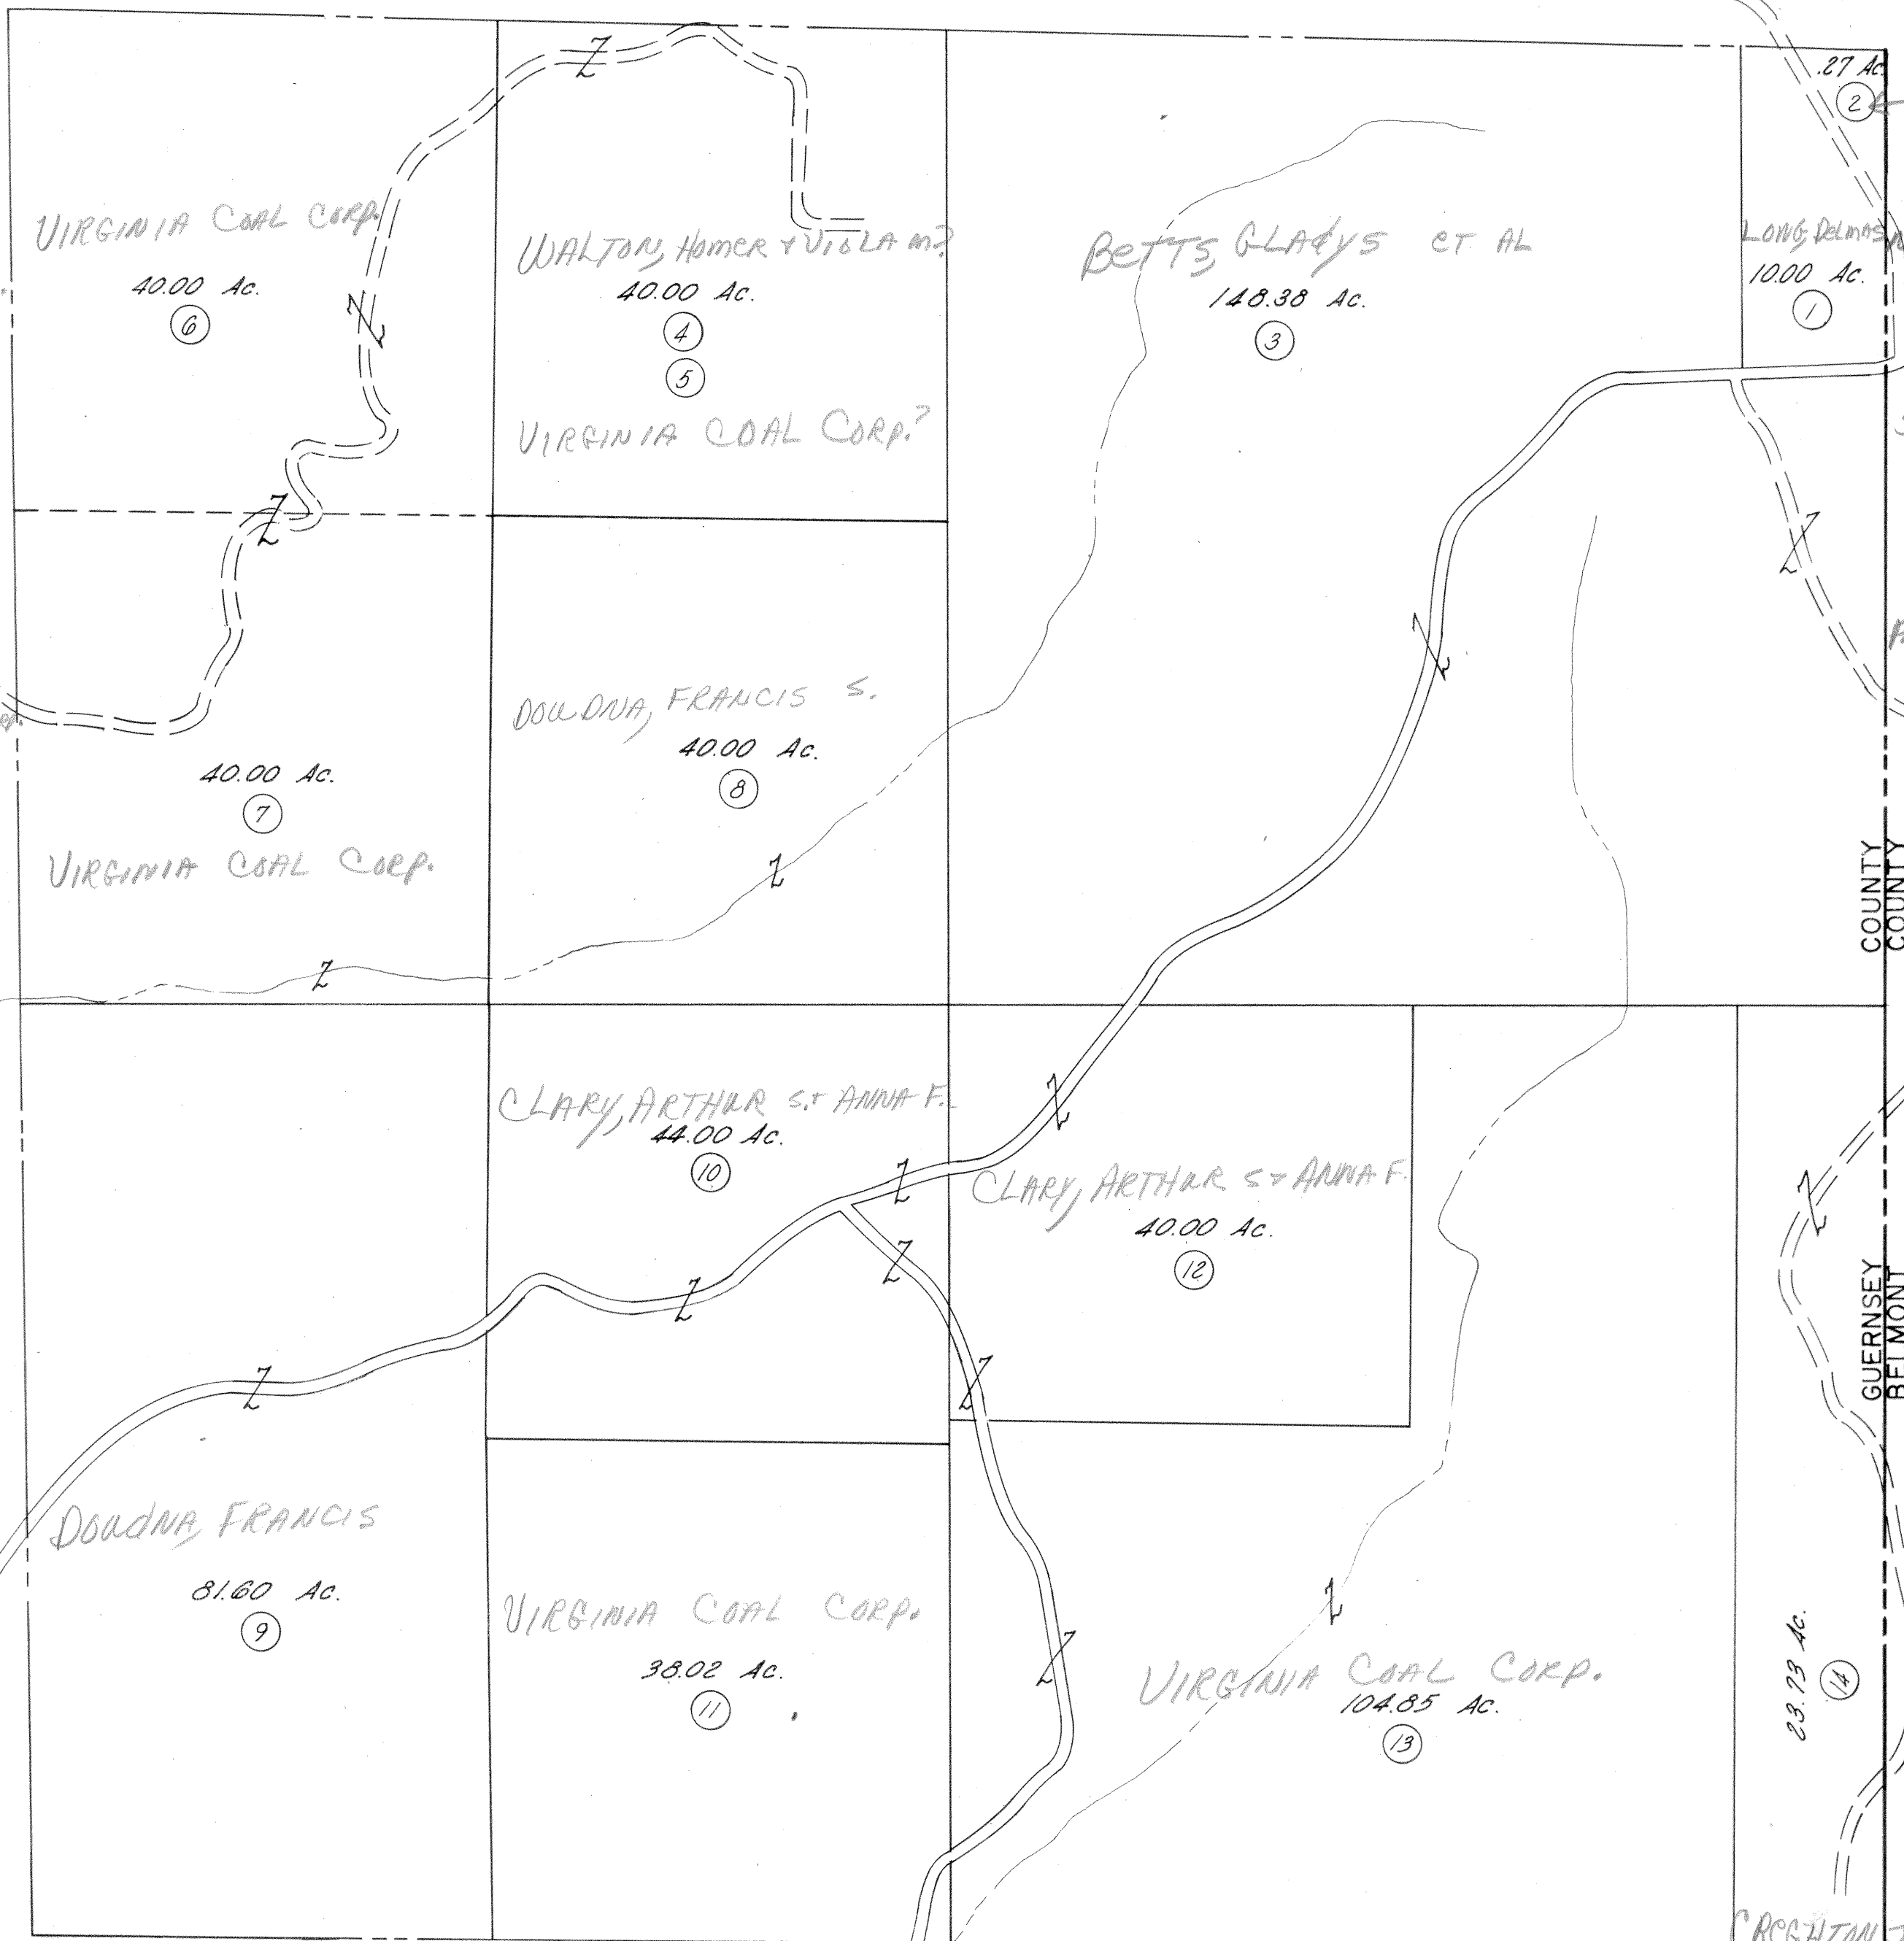 .27 Ac.
2
VIRGINIA COAL CORP.
40.00 Ac.
6
WALTON, Homer + VIOLA M?
40.00 Ac.
4
5
VIRGINIA COAL CORP.?
BETTS, GLADYS ET AL
148.38 Ac.
3
LONG, Delmas
10.00 Ac.
1
40.00 Ac.
7
VIRGINIA COAL CORP.
DOUDNA, FRANCIS S.
40.00 Ac.
8
COUNTY
COUNTY
CLARY, ARTHUR S. + ANNA F.
44.00 Ac.
10
CLARY, ARTHUR S + ANNA F.
40.00 Ac.
12
GUERNSEY
BELMONT
DOUDNA, FRANCIS
81.60 Ac.
9
VIRGINIA COAL CORP.
38.02 Ac.
11
VIRGINIA COAL CORP.
104.85 Ac.
13
23.73 Ac.
14